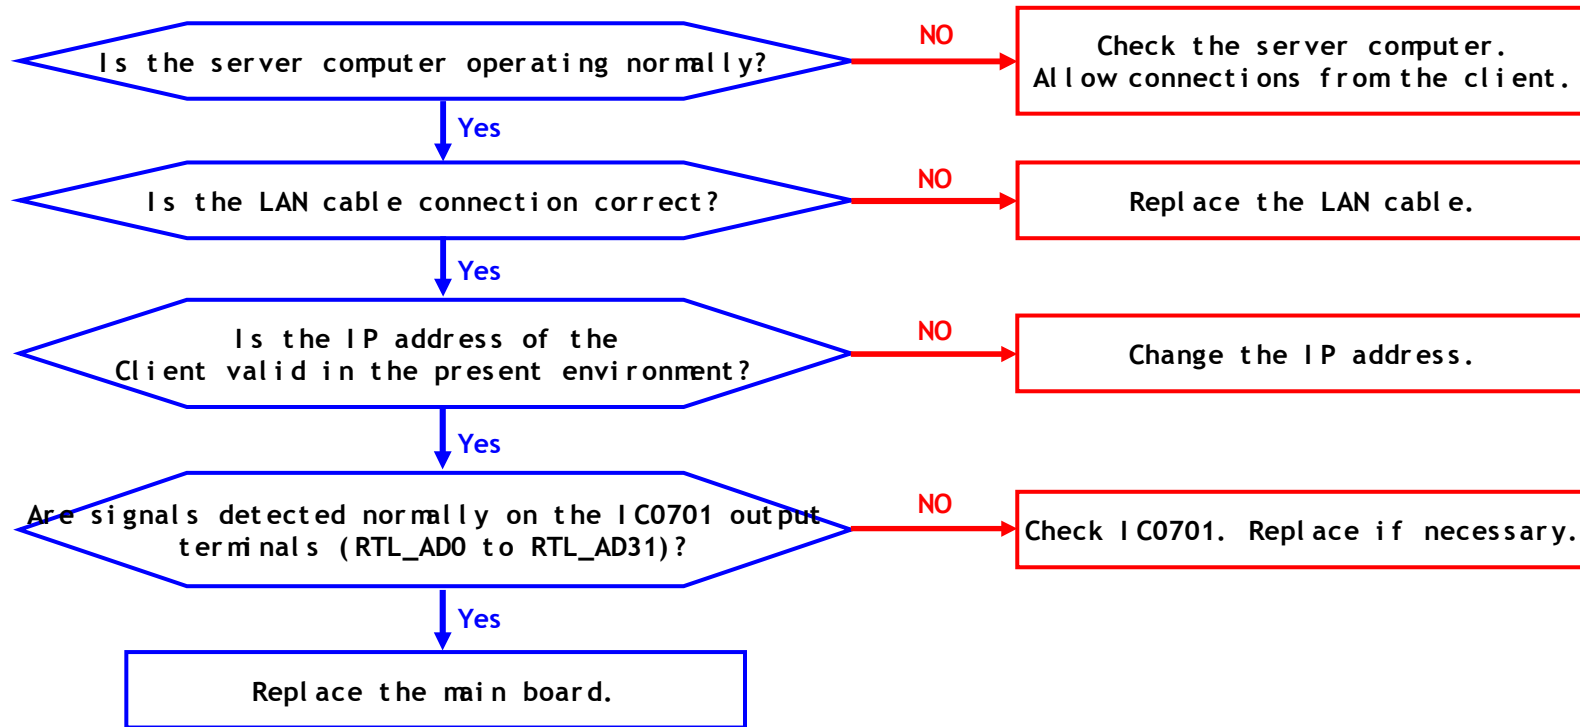 Is the server computer operating normally?
NO
Check the server computer.
Allow connections from the client.
Yes
Is the LAN cable connection correct?
NO
Replace the LAN cable.
Yes
Is the IP address of the
Client valid in the present environment?
NO
Change the IP address.
Yes
Are signals detected normally on the IC0701 output
terminals (RTL_AD0 to RTL_AD31)?
NO
Check IC0701. Replace if necessary.
Yes
Replace the main board.